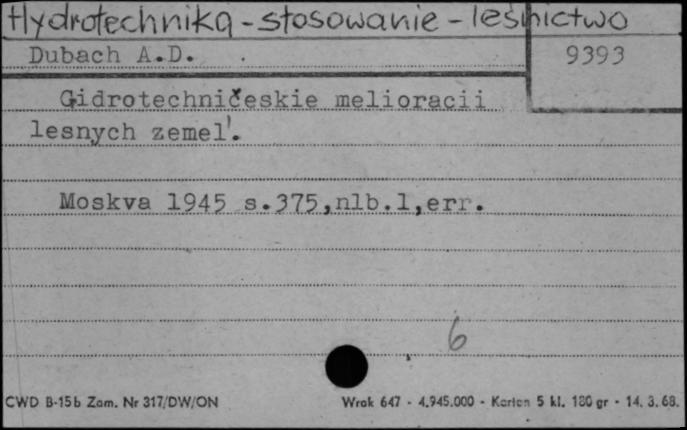 Hydrotechnika - stosowanie - leśnictwo
Dubach A.D.
9393
Gidrotechničeskie melioracii
lesnych zemel'.
Moskva 1945 s.375,nlb.1,err.
6
CWD B-15b Zam. Nr 317/DW/ON
Wrak 647 - 4.945.000 - Karton 5 kl. 180 gr - 14. 3. 68.